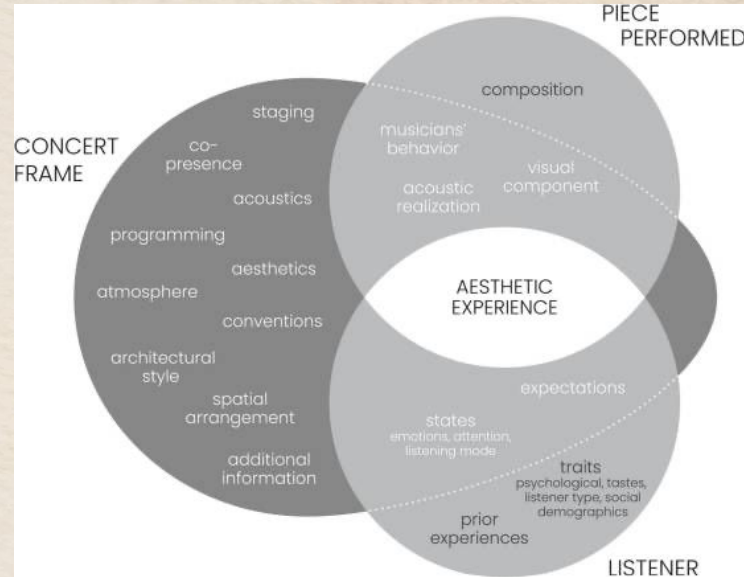 PIECE
PERFORMED
composition
musicians'
behavior
visual
component
acoustic
realization
CONCERT
FRAME
staging
co-
presence
acoustics
programming
aesthetics
atmosphere
conventions
architectural
style
spatial
arrangement
additional
information
AESTHETIC
EXPERIENCE
expectations
states
emotions, attention,
listening mode
traits
psychological, tastes,
listener type, social
demographics
prior
experiences
LISTENER